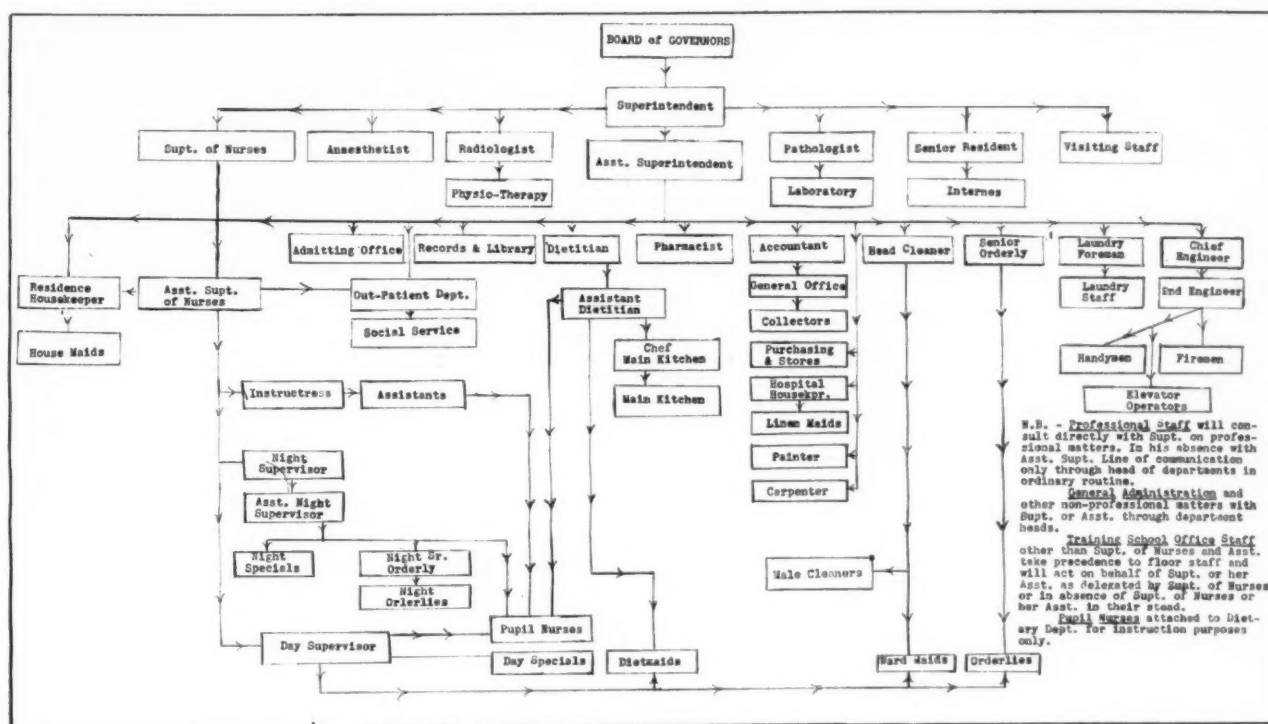 BOARD of GOVERNORS
Superintendent
Supt. of Nurses
Anaesthetist
Radiologist
Asst. Superintendent
Pathologist
Senior Resident
Visiting Staff
Physio-Therapy
Laboratory
Internes
Admitting Office
Records & Library
Dietitian
Pharmacist
Accountant
Head Cleaner
Senior
Orderly
Laundry
Foreman
Chief
Engineer
Residence
Housekeeper
Asst. Supt.
of Nurses
Out-Patient Dept.
Assistant
Dietitian
General Office
Laundry
Staff
2nd Engineer
Social Service
Collectors
House Maids
Chef
Main Kitchen
Purchasing
& Stores
Handymen
Firemen
Instructress
Assistants
Main Kitchen
Hospital
Housekpr.
Elevator
Operators
Linen Maids
Night
Supervisor
Painter
Asst. Night
Supervisor
Carpenter
Night
Specials
Night Sr.
Orderly
Male Cleaners
Night
Orlerlies
Pupil Nurses
Day Supervisor
Day Specials
Dietmaids
Ward Maids
Orderlies
N.B. - Professional Staff will con-
sult directly with Supt. on profes-
sional matters. In his absence with
Asst. Supt. Line of communication
only through head of departments in
ordinary routine.
General Administration and
other non-professional matters with
Supt. or Asst. through department
heads.
Training School Office Staff
other than Supt. of Nurses and Asst.
take precedence to floor staff and
will act on behalf of Supt. or her
Asst. as delegated by Supt. of Nurses
or in absence of Supt. of Nurses or
her Asst. in their stead.
Pupil Nurses attached to Diet-
ary Dept. for instruction purposes
only.